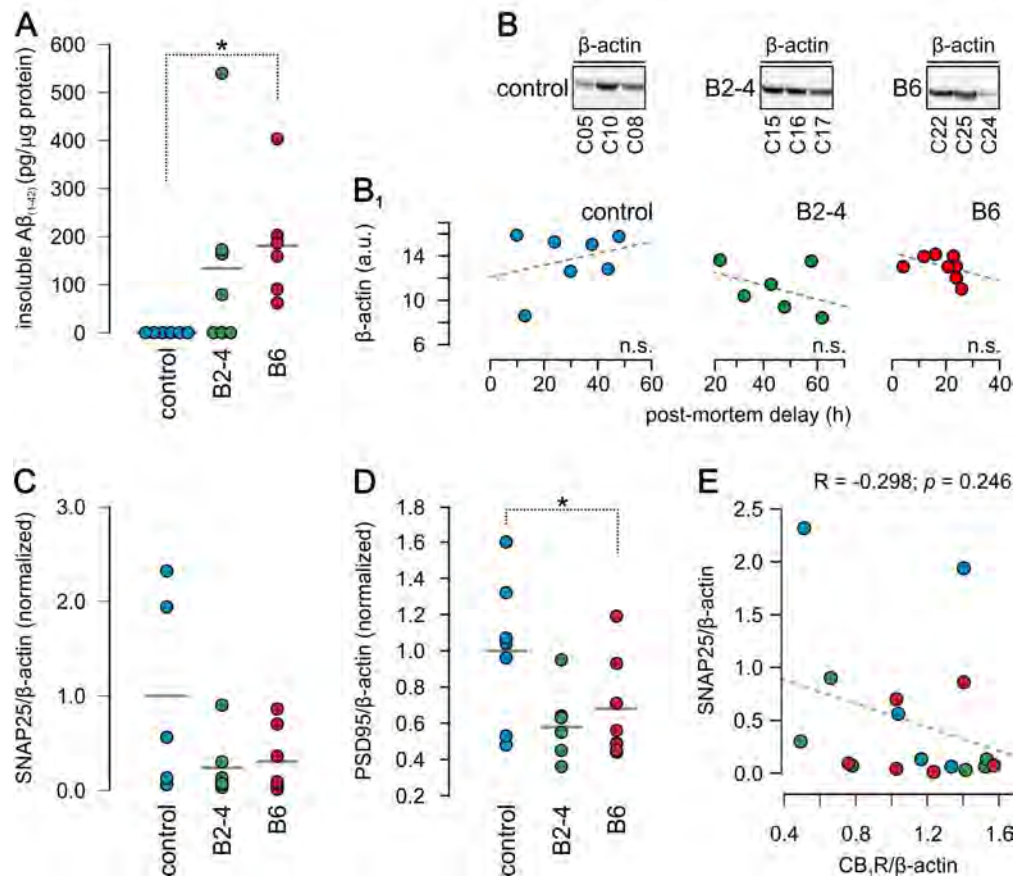 A
insoluble Aβ(1-42) (pg/μg protein)
600
500
400
300
200
100
0
*
control
B2-4
B6
B
β-actin
β-actin
β-actin
control
B2-4
B6
C05
C10
C08
C15
C16
C17
C22
C25
C24
B1
control
B2-4
B6
β-actin (a.u.)
14
10
6
n.s.
n.s.
n.s.
0 20 40 60
20 40 60
0 20 40
post-mortem delay (h)
C
SNAP25/β-actin (normalized)
3.0
2.0
1.0
0.0
control
B2-4
B6
D
PSD95/β-actin (normalized)
1.8
1.6
1.4
1.2
1.0
0.8
0.6
0.4
0.2
*
control
B2-4
B6
E
R = -0.298; p = 0.246
SNAP25/β-actin
2.5
2.0
1.5
1.0
0.5
0.0
0.4 0.8 1.2 1.6
CB1R/β-actin